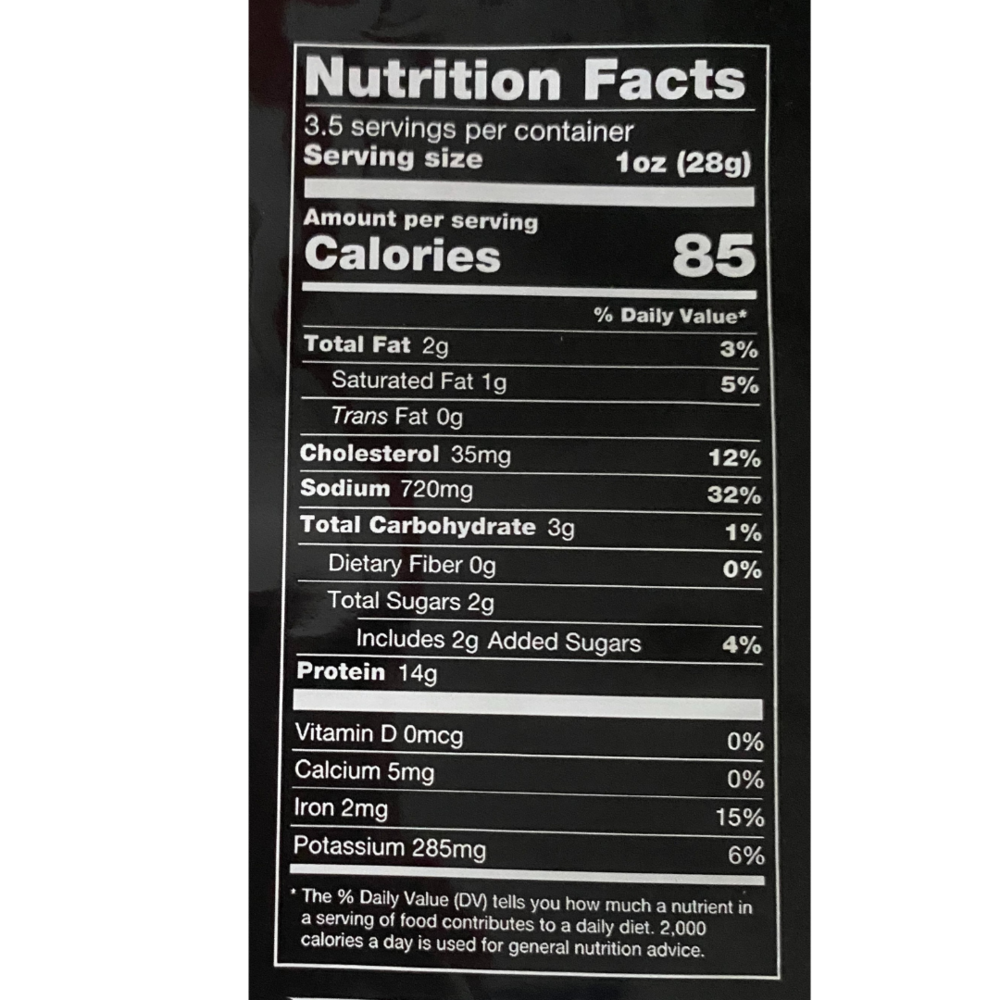 Nutrition Facts
3.5 servings per container
Serving size 1oz (28g)
Amount per serving
Calories 85
% Daily Value*
Total Fat 2g 3%
Saturated Fat 1g 5%
Trans Fat 0g
Cholesterol 35mg 12%
Sodium 720mg 32%
Total Carbohydrate 3g 1%
Dietary Fiber 0g 0%
Total Sugars 2g
Includes 2g Added Sugars 4%
Protein 14g
Vitamin D 0mcg 0%
Calcium 5mg 0%
Iron 2mg 15%
Potassium 285mg 6%
* The % Daily Value (DV) tells you how much a nutrient in
a serving of food contributes to a daily diet. 2,000
calories a day is used for general nutrition advice.